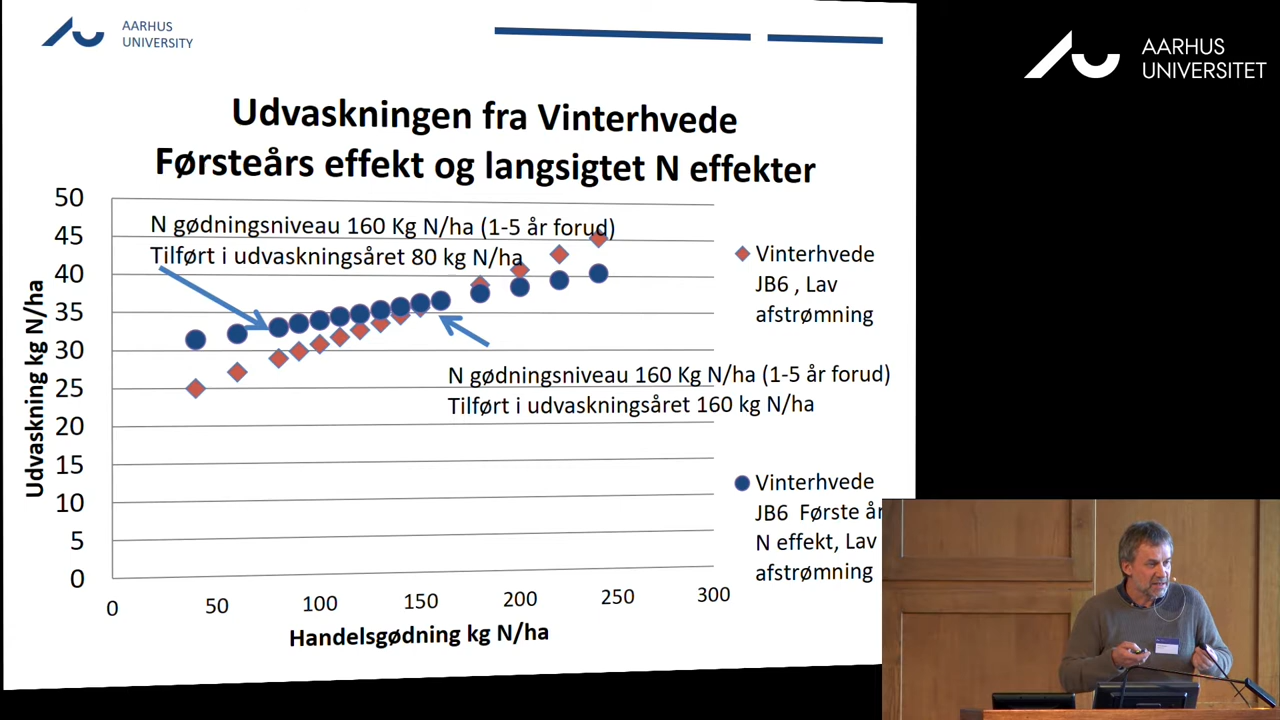 AARHUS
UNIVERSITY
AARHUS
UNIVERSITET
Udvaskningen fra Vinterhvede
Førsteårs effekt og langsigtet N effekter
N gødningsniveau 160 Kg N/ha (1-5 år forud)
Tilført i udvaskningsåret 80 kg N/ha
N gødningsniveau 160 Kg N/ha (1-5 år forud)
Tilført i udvaskningsåret 160 kg N/ha
Udvaskning kg N/ha
50
45
40
35
30
25
20
15
10
5
0
0
50
100
150
200
250
300
Handelsgødning kg N/ha
Vinterhvede
JB6 , Lav
afstrømning
Vinterhvede
JB6 Første år
N effekt, Lav
afstrømning